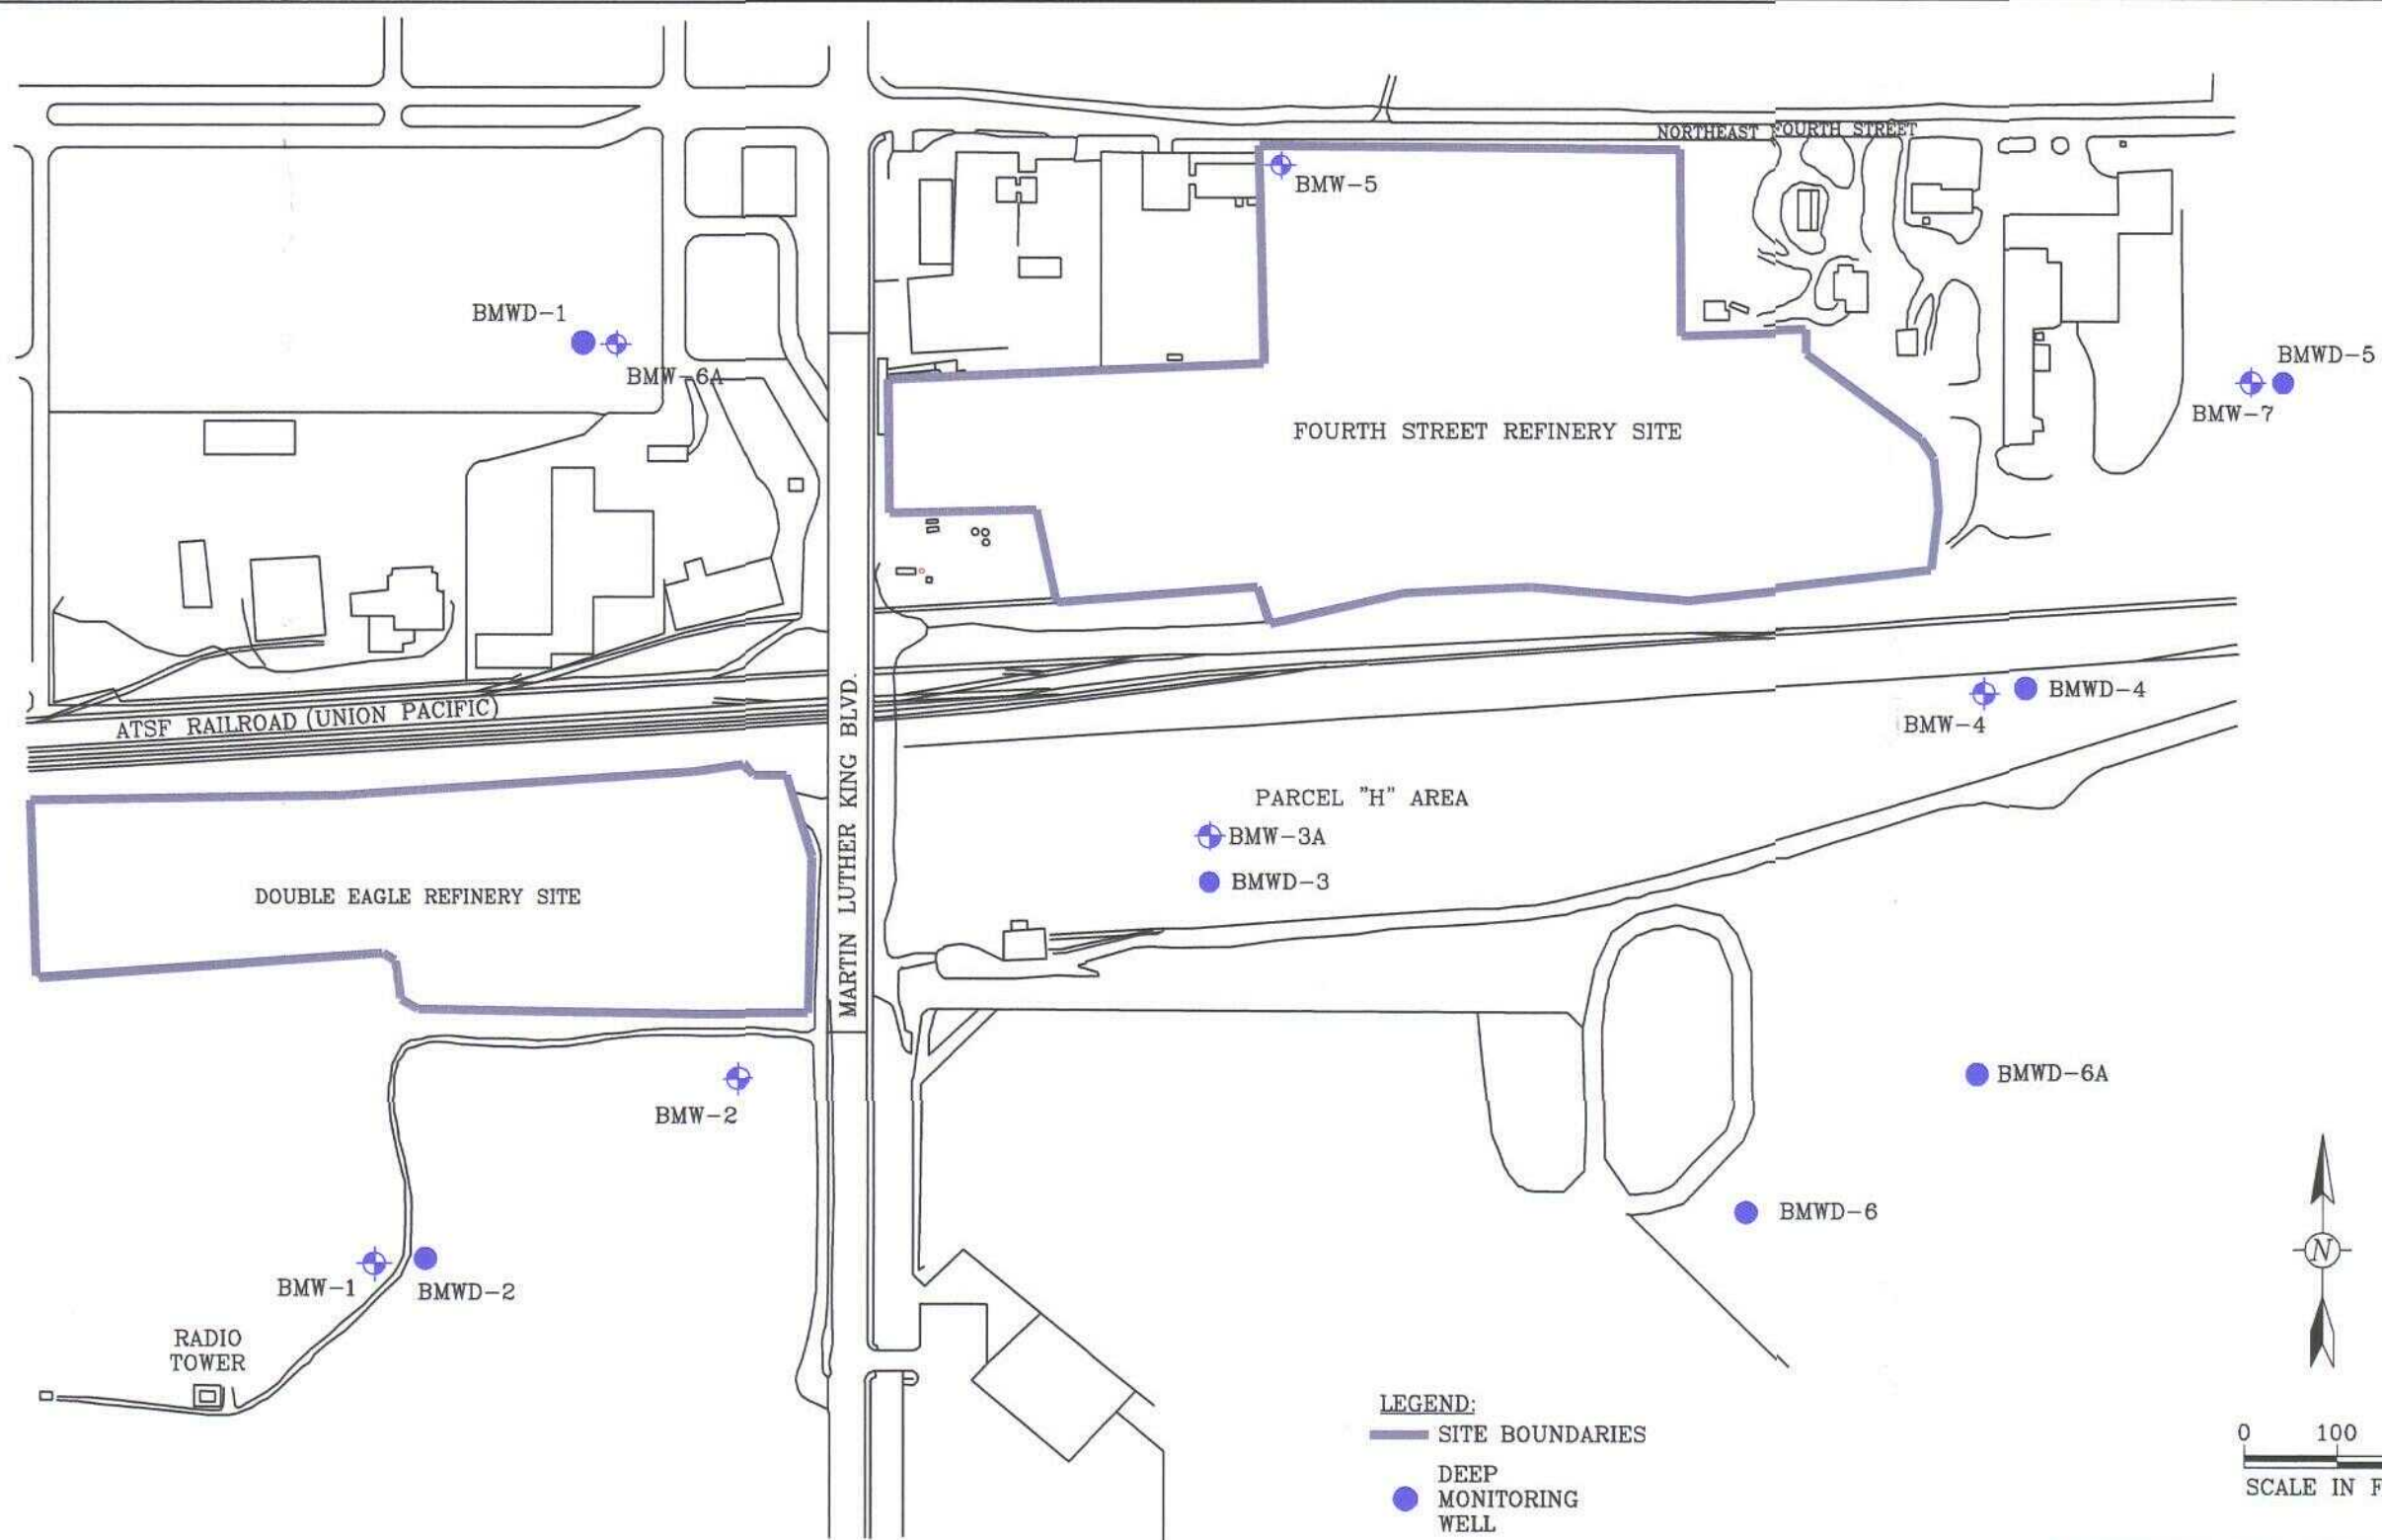 NORTHEAST FOURTH STREET
BMW-5
BMWD-1
BMW-6A
BMWD-5
BMW-7
FOURTH STREET REFINERY SITE
ATSF RAILROAD (UNION PACIFIC)
MARTIN LUTHER KING BLVD.
BMWD-4
BMW-4
PARCEL "H" AREA
BMW-3A
BMWD-3
DOUBLE EAGLE REFINERY SITE
BMWD-6A
BMW-2
BMWD-6
BMW-1
BMWD-2
RADIO
TOWER
N
LEGEND:
SITE BOUNDARIES
DEEP
MONITORING
WELL
0 100
SCALE IN F